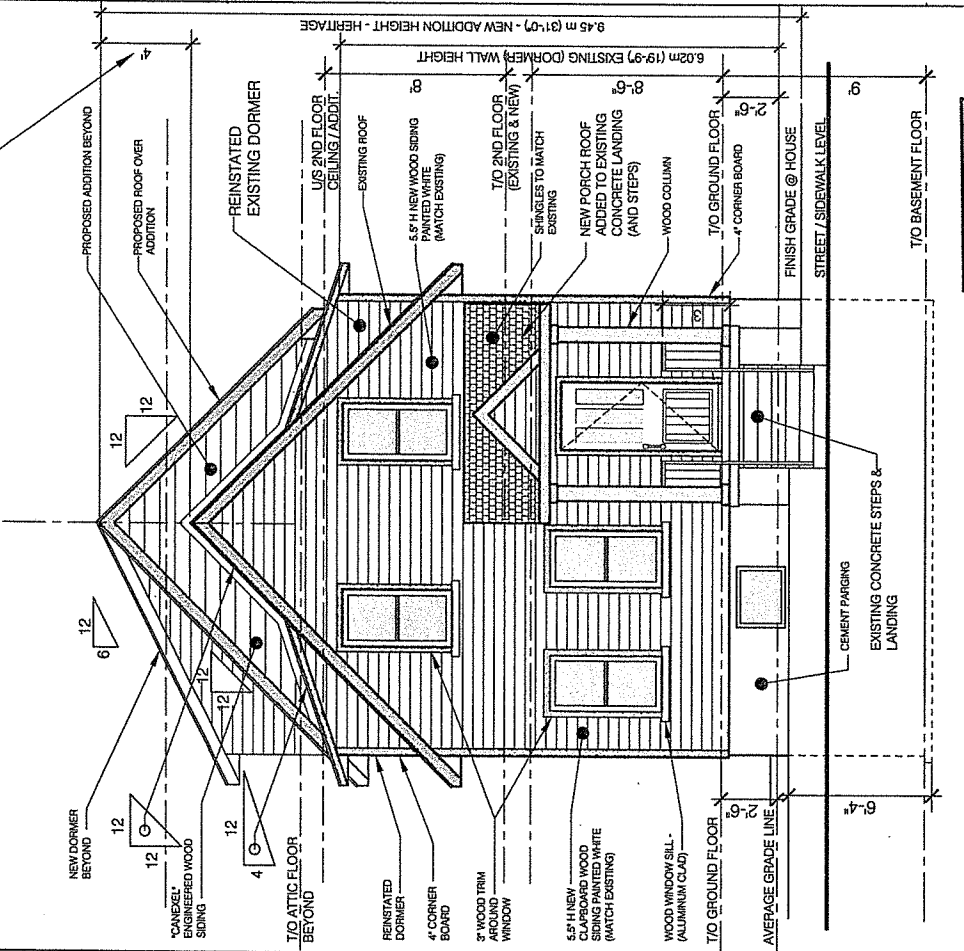 9.45 m (31'-0") - NEW ADDITION HEIGHT - HERITAGE
6.02m (19'-9") EXISTING (DORMER) WALL HEIGHT
4'
8'
8'-6"
2'-6"
9'
PROPOSED ADDITION BEYOND
PROPOSED ROOF OVER
ADDITION
REINSTATED
EXISTING DORMER
U/S 2ND FLOOR
CEILING / ADDIT.
EXISTING ROOF
5.5" H NEW WOOD SIDING
PAINTED WHITE
(MATCH EXISTING)
T/O 2ND FLOOR
(EXISTING & NEW)
SHINGLES TO MATCH
EXISTING
NEW PORCH ROOF
ADDED TO EXISTING
CONCRETE LANDING
(AND STEPS)
WOOD COLUMN
T/O GROUND FLOOR
4" CORNER BOARD
FINISH GRADE @ HOUSE
STREET / SIDEWALK LEVEL
T/O BASEMENT FLOOR
3'
12
12
6
12
12
12
12
4
12
NEW DORMER
BEYOND
"CANEXEL"
ENGINEERED WOOD
SIDING
T/O ATTIC FLOOR
BEYOND
REINSTATED
DORMER
4" CORNER
BOARD
3" WOOD TRIM
AROUND
WINDOW
5.5" H NEW
CLAPBOARD WOOD
SIDING PAINTED WHITE
(MATCH EXISTING)
WOOD WINDOW SILL -
(ALUMINUM CLAD)
T/O GROUND FLOOR
AVERAGE GRADE LINE
2'-6"
6'-4"
CEMENT PARGING
EXISTING CONCRETE STEPS &
LANDING